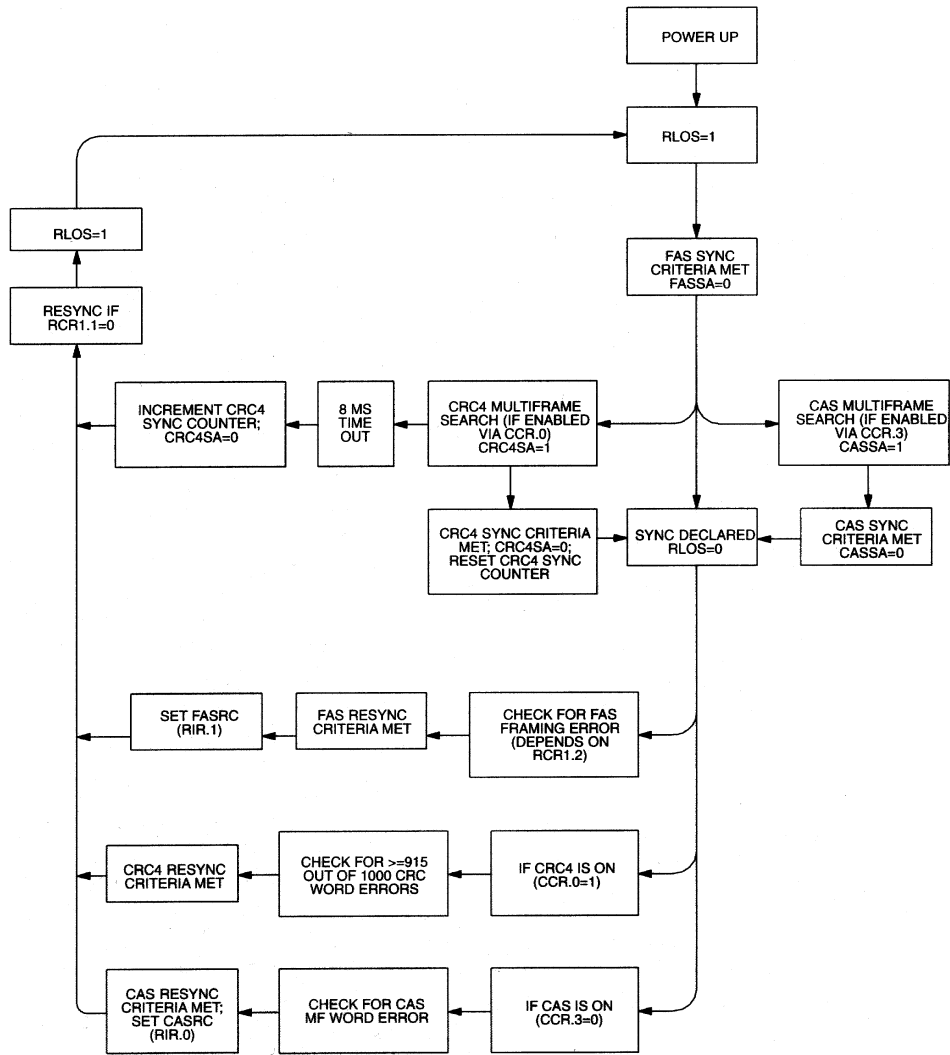 POWER UP
RLOS=1
RLOS=1
FAS SYNC
CRITERIA MET
FASSA=0
RESYNC IF
RCR1.1=0
INCREMENT CRC4
SYNC COUNTER;
CRC4SA=0
8 MS
TIME
OUT
CRC4 MULTIFRAME
SEARCH (IF ENABLED
VIA CCR.0)
CRC4SA=1
CAS MULTIFRAME
SEARCH (IF ENABLED
VIA CCR.3)
CASSA=1
CRC4 SYNC CRITERIA
MET; CRC4SA=0;
RESET CRC4 SYNC
COUNTER
SYNC DECLARED
RLOS=0
CAS SYNC
CRITERIA MET
CASSA=0
SET FASRC
(RIR.1)
FAS RESYNC
CRITERIA MET
CHECK FOR FAS
FRAMING ERROR
(DEPENDS ON
RCR1.2)
CRC4 RESYNC
CRITERIA MET
CHECK FOR >=915
OUT OF 1000 CRC
WORD ERRORS
IF CRC4 IS ON
(CCR.0=1)
CAS RESYNC
CRITERIA MET;
SET CASRC
(RIR.0)
CHECK FOR CAS
MF WORD ERROR
IF CAS IS ON
(CCR.3=0)